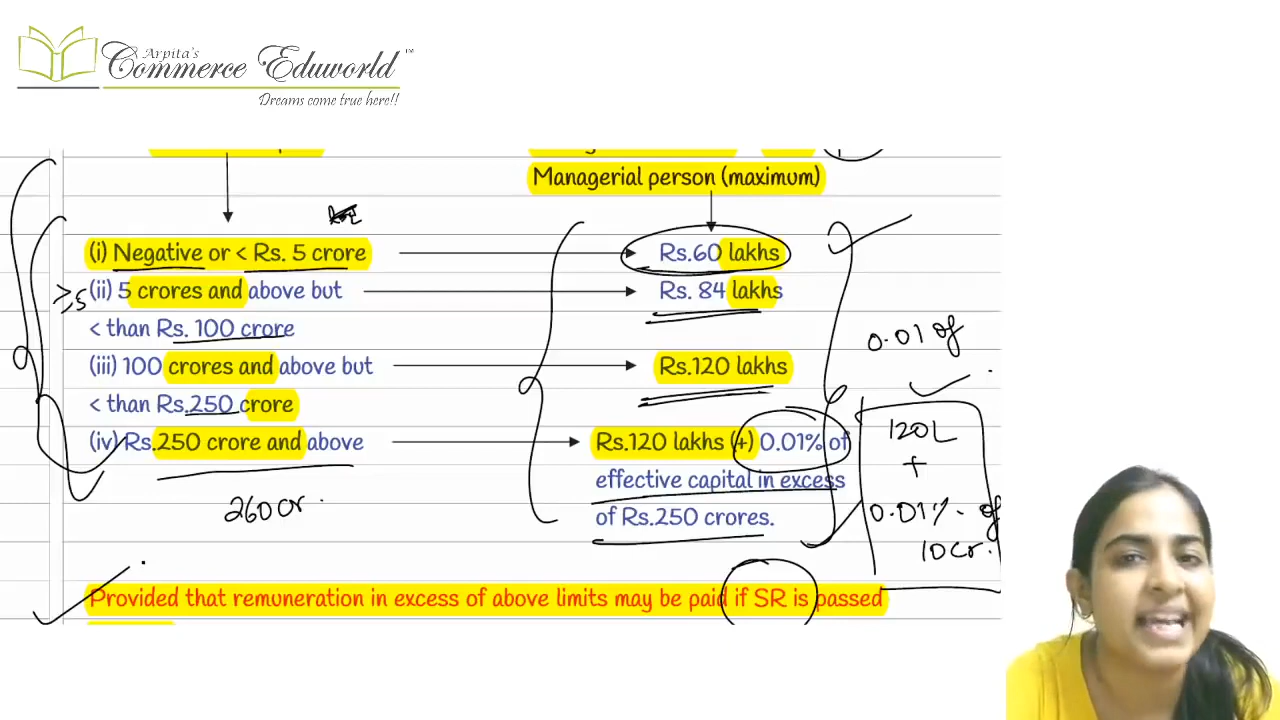 Arpita's
Commerce Eduworld™
Dreams come true here!!
Managerial person (maximum)
(i) Negative or < Rs. 5 crore
Rs.60 lakhs
≥5 (ii) 5 crores and above but
Rs. 84 lakhs
< than Rs. 100 crore
0.01 of
(iii) 100 crores and above but
Rs.120 lakhs
< than Rs.250 crore
(iv) Rs.250 crore and above
Rs.120 lakhs (+) 0.01% of
effective capital in excess
of Rs.250 crores.
120L
+
0.01% of
10cr.
260cr.
Provided that remuneration in excess of above limits may be paid if SR is passed